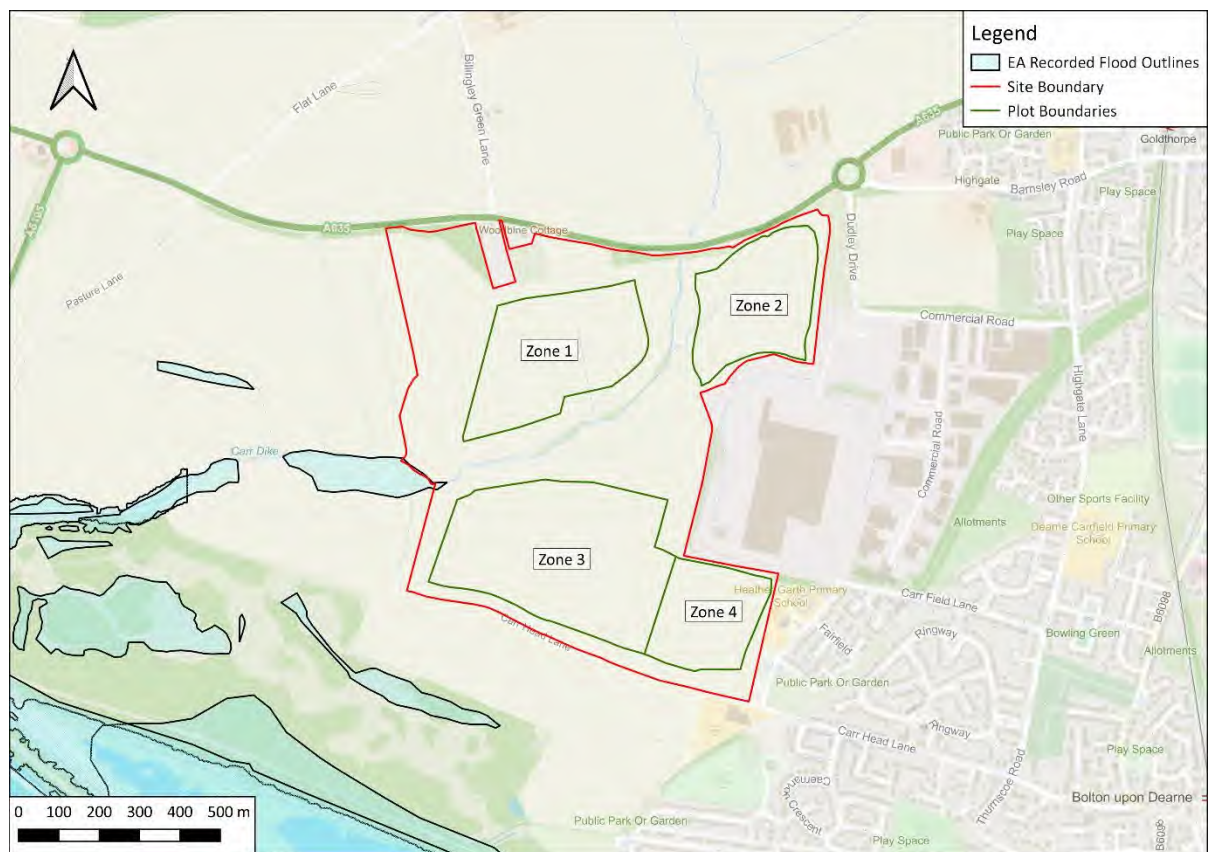 Legend
EA Recorded Flood Outlines
Site Boundary
Plot Boundaries
Flat Lane
Billingley Green Lane
A635
Public Park Or Garden
Goldthorpe
Highgate
Barnsley Road
Play Space
A6195
A635
Woodbine Cottage
Dudley Drive
Play Space
Pasture Lane
Zone 2
Zone 1
Commercial Road
Highgate Lane
Commercial Road
Carr Dike
Other Sports Facility
Allotments
Dearne Carrfield Primary
School
Zone 3
Heather Garth Primary
School
Carr Field Lane
B6098
Zone 4
Fairfield
Ringway
Bowling Green
Allotments
Carr Head Lane
Public Park Or Garden
Ringway
Carr Head Lane
Play Space
Thurnscoe Road
Crescent
Bolton upon Dearne
0 100 200 300 400 500 m
Public Park Or Garden
Play Space
B6098